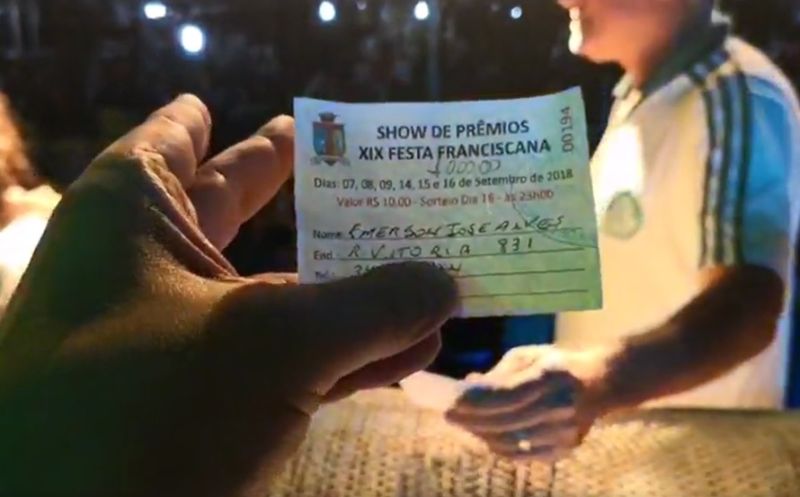 SHOW DE PRÊMIOS
XIX FESTA FRANCISCANA
00194
Dias: 07, 08, 09, 14, 15 e 16 de Setembro de 2018
Valor R$ 10,00 - Sorteio Dia 16 - às 23h00
Nome: EMERSON JOSE ALVES
End.: R. VITORIA 831
Tel.: